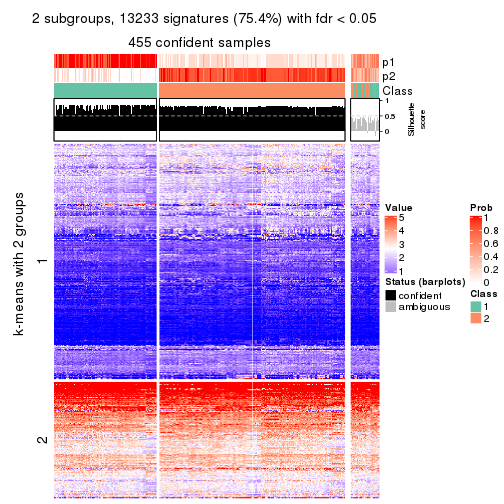 2 subgroups, 13233 signatures (75.4%) with fdr < 0.05
455 confident samples
p1
p2
Class
1
0.5
0
Silhouette
score
k-means with 2 groups
1
2
Value
5
4
3
2
1
Status (barplots)
confident
ambiguous
Prob
1
0.8
0.6
0.4
0.2
0
Class
1
2